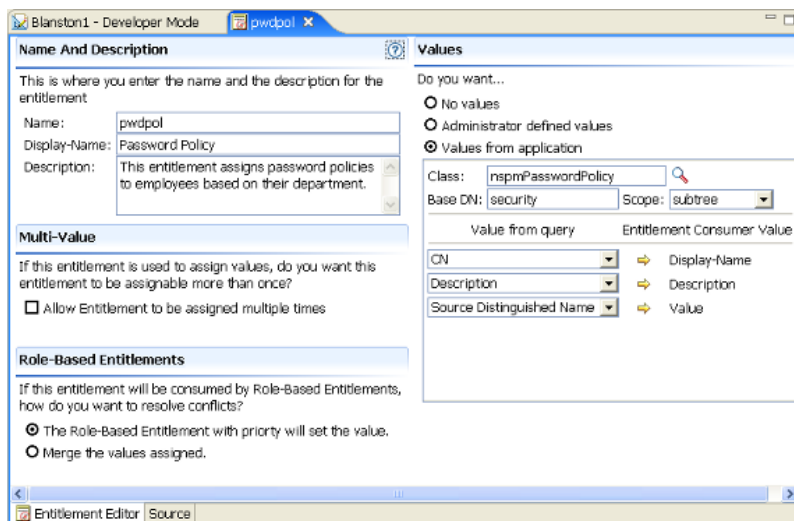 Blanston1 - Developer Mode
pwdpol
Name And Description
This is where you enter the name and the description for the
entitlement
Name: pwdpol
Display-Name: Password Policy
Description: This entitlement assigns password policies
to employees based on their department.
Multi-Value
If this entitlement is used to assign values, do you want this
entitlement to be assignable more than once?
Allow Entitlement to be assigned multiple times
Role-Based Entitlements
If this entitlement will be consumed by Role-Based Entitlements,
how do you want to resolve conflicts?
The Role-Based Entitlement with priorty will set the value.
Merge the values assigned.
Values
Do you want...
No values
Administrator defined values
Values from application
Class: nspmPasswordPolicy
Base DN: security Scope: subtree
Value from query Entitlement Consumer Value
CN Display-Name
Description Description
Source Distinguished Name Value
Entitlement Editor Source